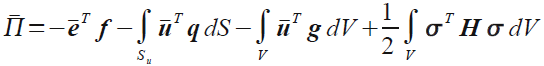 Π̄ = −ē^T f − ∫_{S_u} ū^T q dS − ∫_V ū^T g dV + 1/2 ∫_V σ^T H σ dV